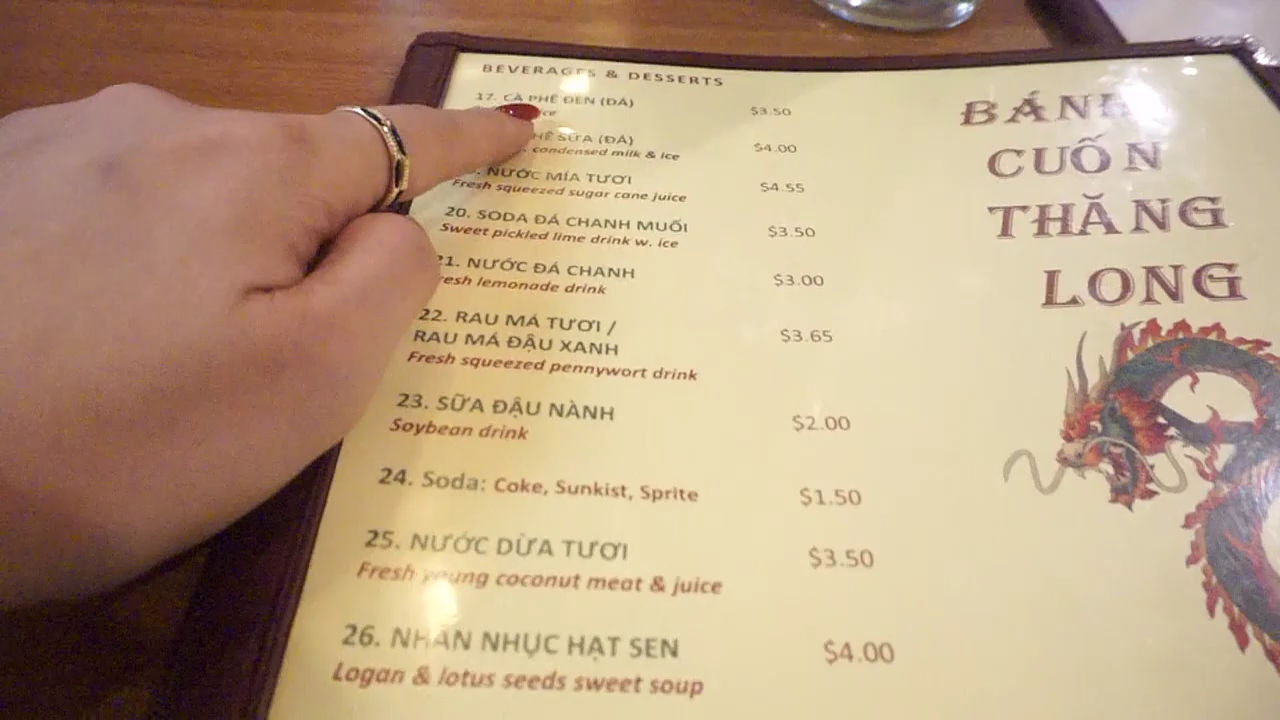 BEVERAGES & DESSERTS
17. CÀ PHÊ ĐEN (ĐÁ) $3.50
SỮA (ĐÁ) $4.00
condensed milk & ice
NƯỚC MÍA TƯƠI $4.55
Fresh squeezed sugar cane juice
20. SODA ĐÁ CHANH MUỐI $3.50
Sweet pickled lime drink w. ice
21. NƯỚC ĐÁ CHANH $3.00
resh lemonade drink
22. RAU MÁ TƯƠI /
RAU MÁ ĐẬU XANH $3.65
Fresh squeezed pennywort drink
23. SỮA ĐẬU NÀNH $2.00
Soybean drink
24. Soda: Coke, Sunkist, Sprite $1.50
25. NƯỚC DỪA TƯƠI $3.50
Fresh young coconut meat & juice
26. NHÃN NHỤC HẠT SEN $4.00
Logan & lotus seeds sweet soup
BÁNH
CUỐN
THĂNG
LONG